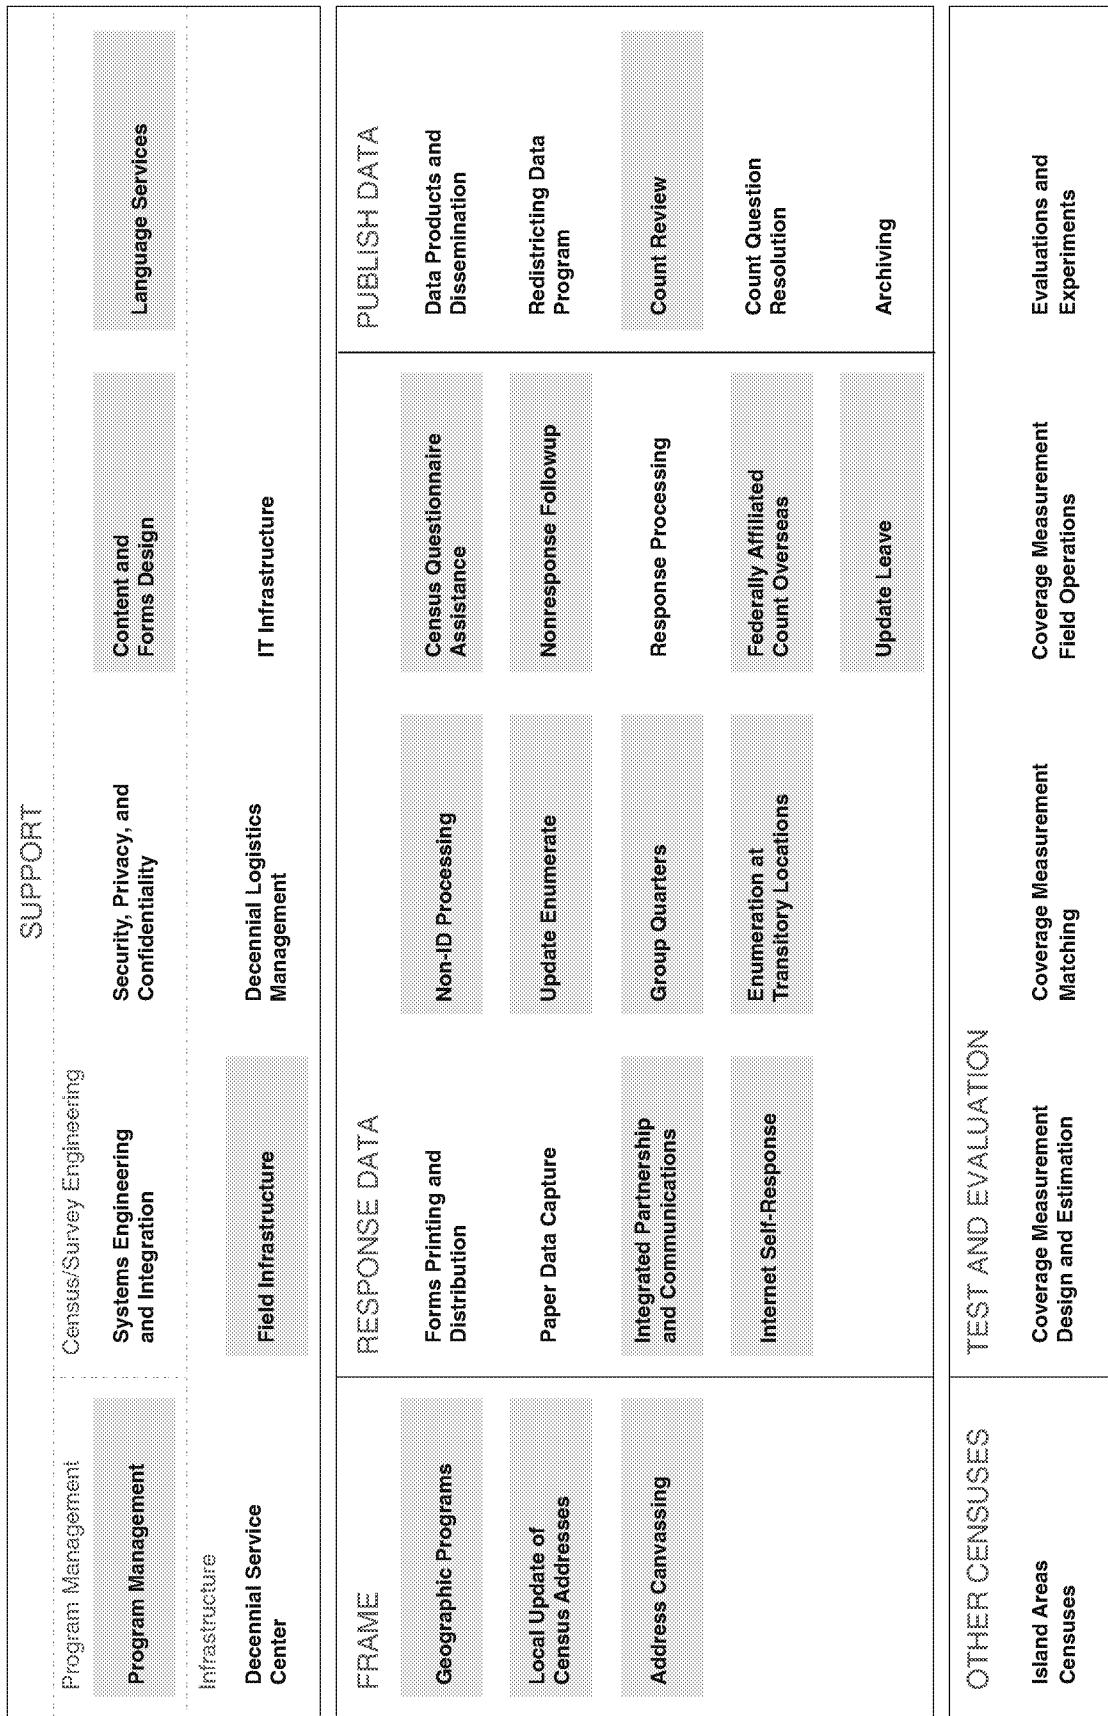 SUPPORT
Program Management
Program Management
Census/Survey Engineering
Systems Engineering
and Integration
Security, Privacy, and
Confidentiality
Content and
Forms Design
Language Services
Infrastructure
Decennial Service
Center
Field Infrastructure
Decennial Logistics
Management
IT Infrastructure
FRAME
Geographic Programs
Local Update of
Census Addresses
Address Canvassing
RESPONSE DATA
Forms Printing and
Distribution
Paper Data Capture
Integrated Partnership
and Communications
Internet Self-Response
Non-ID Processing
Update Enumerate
Group Quarters
Enumeration at
Transitory Locations
Census Questionnaire
Assistance
Nonresponse Followup
Response Processing
Federally Affiliated
Count Overseas
Update Leave
PUBLISH DATA
Data Products and
Dissemination
Redistricting Data
Program
Count Review
Count Question
Resolution
Archiving
OTHER CENSUSES
Island Areas
Censuses
TEST AND EVALUATION
Coverage Measurement
Design and Estimation
Coverage Measurement
Matching
Coverage Measurement
Field Operations
Evaluations and
Experiments